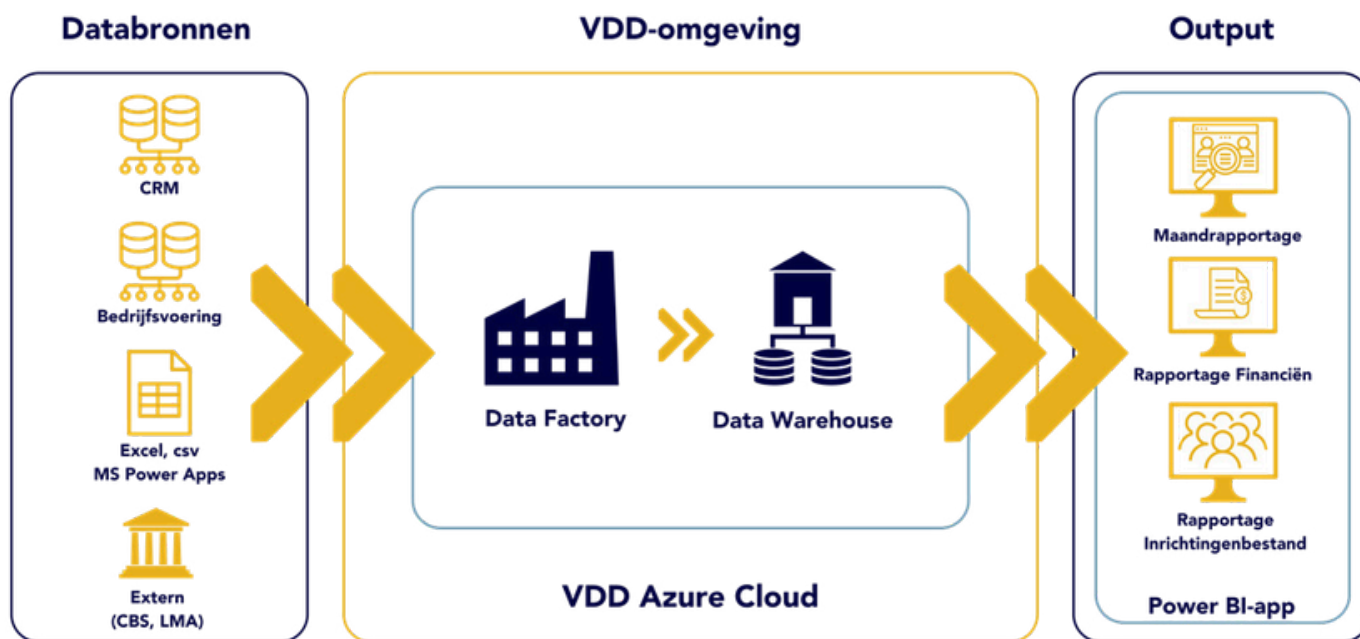 Databronnen
CRM
Bedrijfsvoering
Excel, csv
MS Power Apps
Extern
(CBS, LMA)
VDD-omgeving
Data Factory
Data Warehouse
VDD Azure Cloud
Output
Maandrapportage
Rapportage Financiën
Rapportage
Inrichtingenbestand
Power BI-app